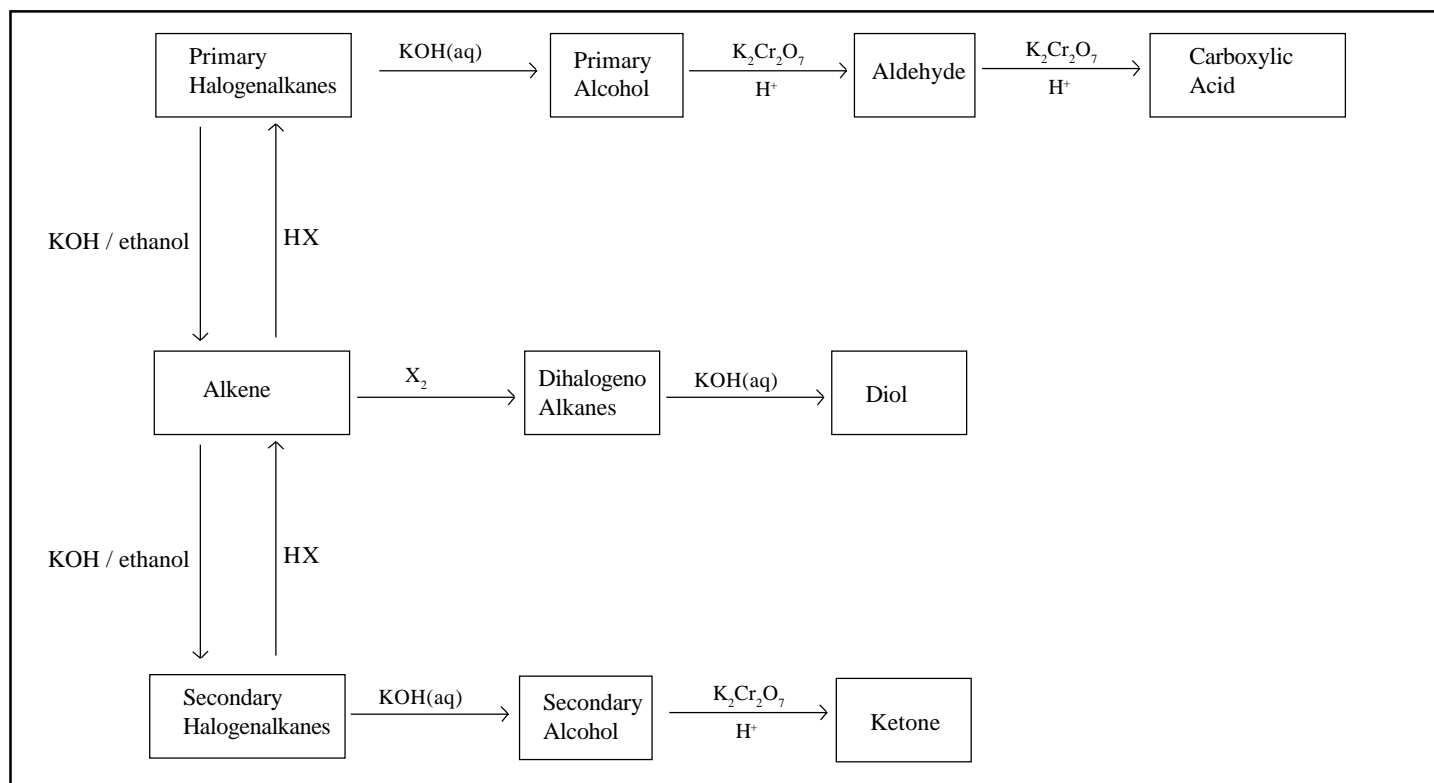 Primary
Halogenalkanes
KOH(aq)
Primary
Alcohol
K₂Cr₂O₇
H⁺
Aldehyde
K₂Cr₂O₇
H⁺
Carboxylic
Acid
KOH / ethanol
HX
Alkene
X₂
Dihalogeno
Alkanes
KOH(aq)
Diol
KOH / ethanol
HX
Secondary
Halogenalkanes
KOH(aq)
Secondary
Alcohol
K₂Cr₂O₇
H⁺
Ketone